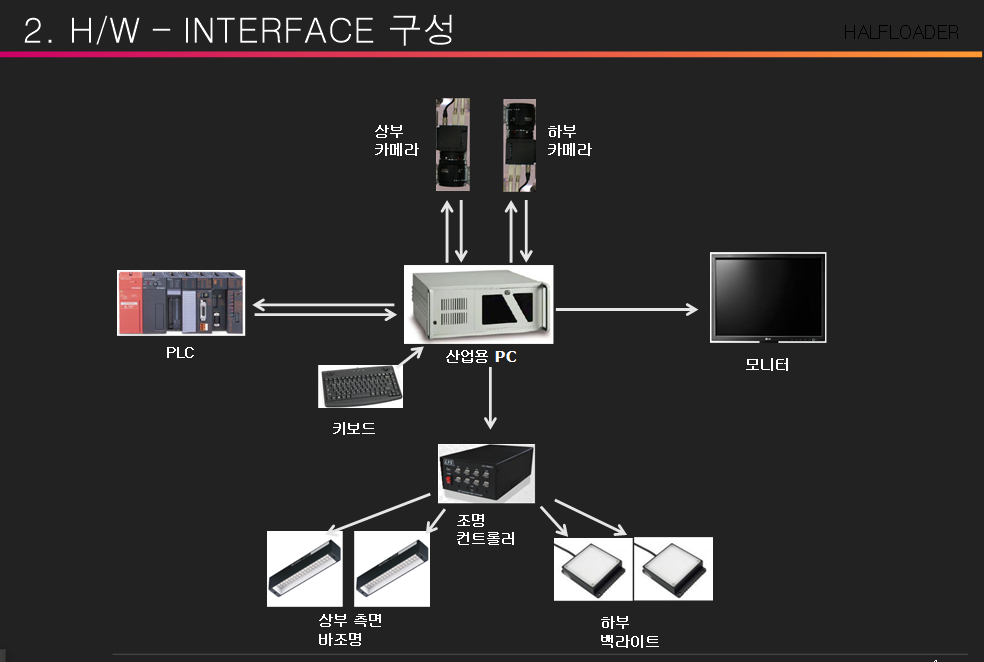 2. H/W - INTERFACE 구성
HALFLOADER
상부
카메라
하부
카메라
PLC
산업용 PC
모니터
키보드
조명
컨트롤러
상부 측면
바조명
하부
백라이트